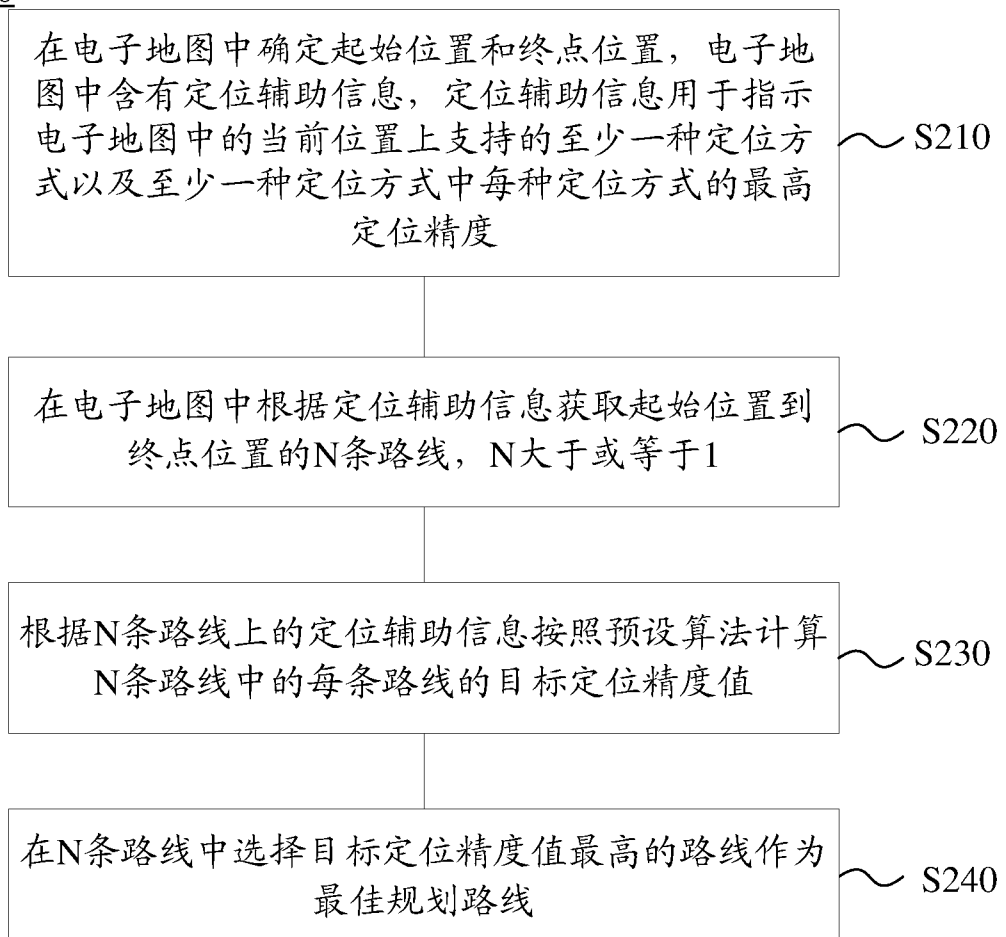 在电子地图中确定起始位置和终点位置，电子地
图中含有定位辅助信息，定位辅助信息用于指示
电子地图中的当前位置上支持的至少一种定位方
式以及至少一种定位方式中每种定位方式的最高
定位精度
S210
在电子地图中根据定位辅助信息获取起始位置到
终点位置的N条路线，N大于或等于1
S220
根据N条路线上的定位辅助信息按照预设算法计算
N条路线中的每条路线的目标定位精度值
S230
在N条路线中选择目标定位精度值最高的路线作为
最佳规划路线
S240